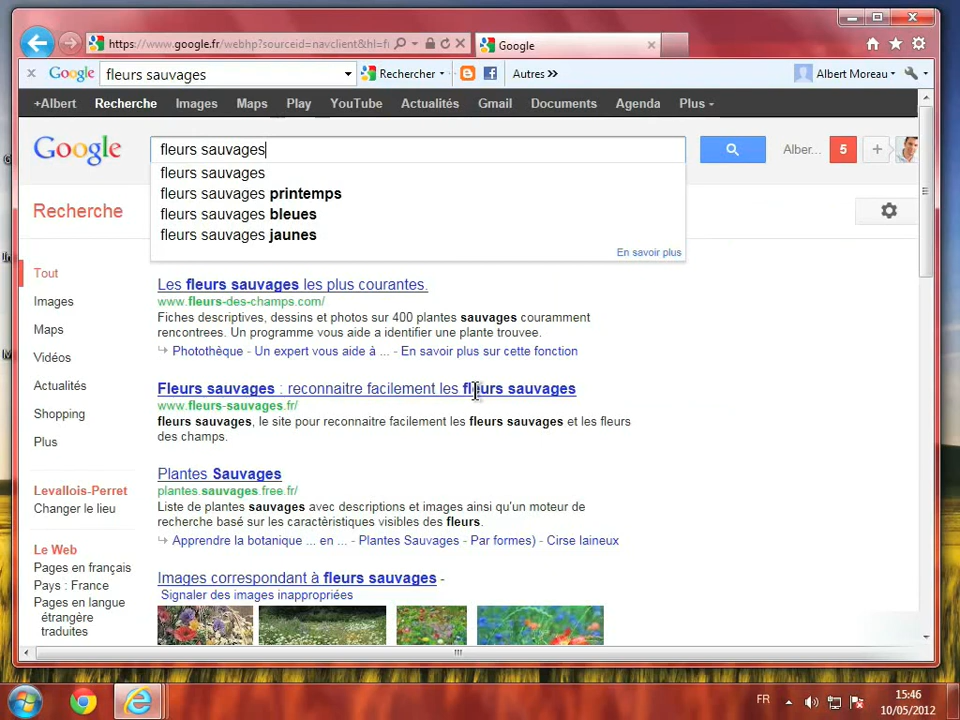 https://www.google.fr/webhp?sourceid=navclient&hl=fr
Google
Google
fleurs sauvages
Rechercher
Autres »
Albert Moreau
+Albert Recherche Images Maps Play YouTube Actualités Gmail Documents Agenda Plus
Google
fleurs sauvages
Alber...
5
+
fleurs sauvages
fleurs sauvages printemps
fleurs sauvages bleues
fleurs sauvages jaunes
En savoir plus
Recherche
Tout
Images
Maps
Vidéos
Actualités
Shopping
Plus
Levallois-Perret
Changer le lieu
Le Web
Pages en français
Pays : France
Pages en langue
étrangère
traduites
Les fleurs sauvages les plus courantes.
www.fleurs-des-champs.com/
Fiches descriptives, dessins et photos sur 400 plantes sauvages couramment
rencontrees. Un programme vous aide a identifier une plante trouvee.
Photothèque - Un expert vous aide à ... - En savoir plus sur cette fonction
Fleurs sauvages : reconnaitre facilement les fleurs sauvages
www.fleurs-sauvages.fr/
fleurs sauvages, le site pour reconnaitre facilement les fleurs sauvages et les fleurs
des champs.
Plantes Sauvages
plantes.sauvages.free.fr/
Liste de plantes sauvages avec descriptions et images ainsi qu'un moteur de
recherche basé sur les caractèristiques visibles des fleurs.
Apprendre la botanique ... en ... - Plantes Sauvages - Par formes) - Cirse laineux
Images correspondant à fleurs sauvages -
Signaler des images inappropriées
FR
15:46
10/05/2012